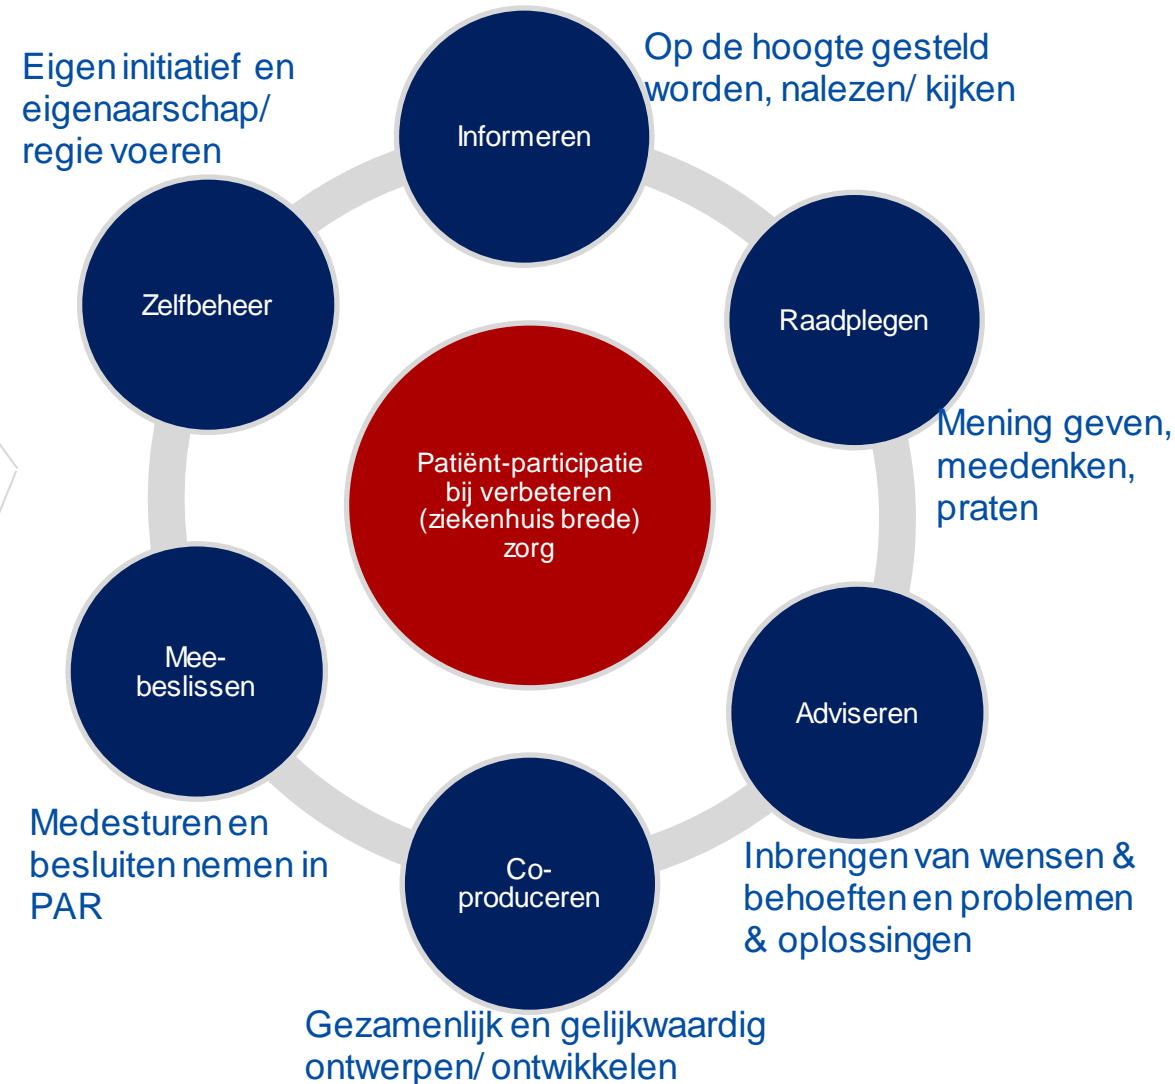 Eigen initiatief en
eigenaarschap/
regie voeren
Op de hoogte gesteld
worden, nalezen/ kijken
Informeren
Zelfbeheer
Raadplegen
Mening geven,
meedenken,
praten
Patiënt-participatie
bij verbeteren
(ziekenhuis brede)
zorg
Mee-
beslissen
Adviseren
Medesturen en
besluiten nemen in
PAR
Co-
produceren
Inbrengen van wensen &
behoeften en problemen
& oplossingen
Gezamenlijk en gelijkwaardig
ontwerpen/ ontwikkelen